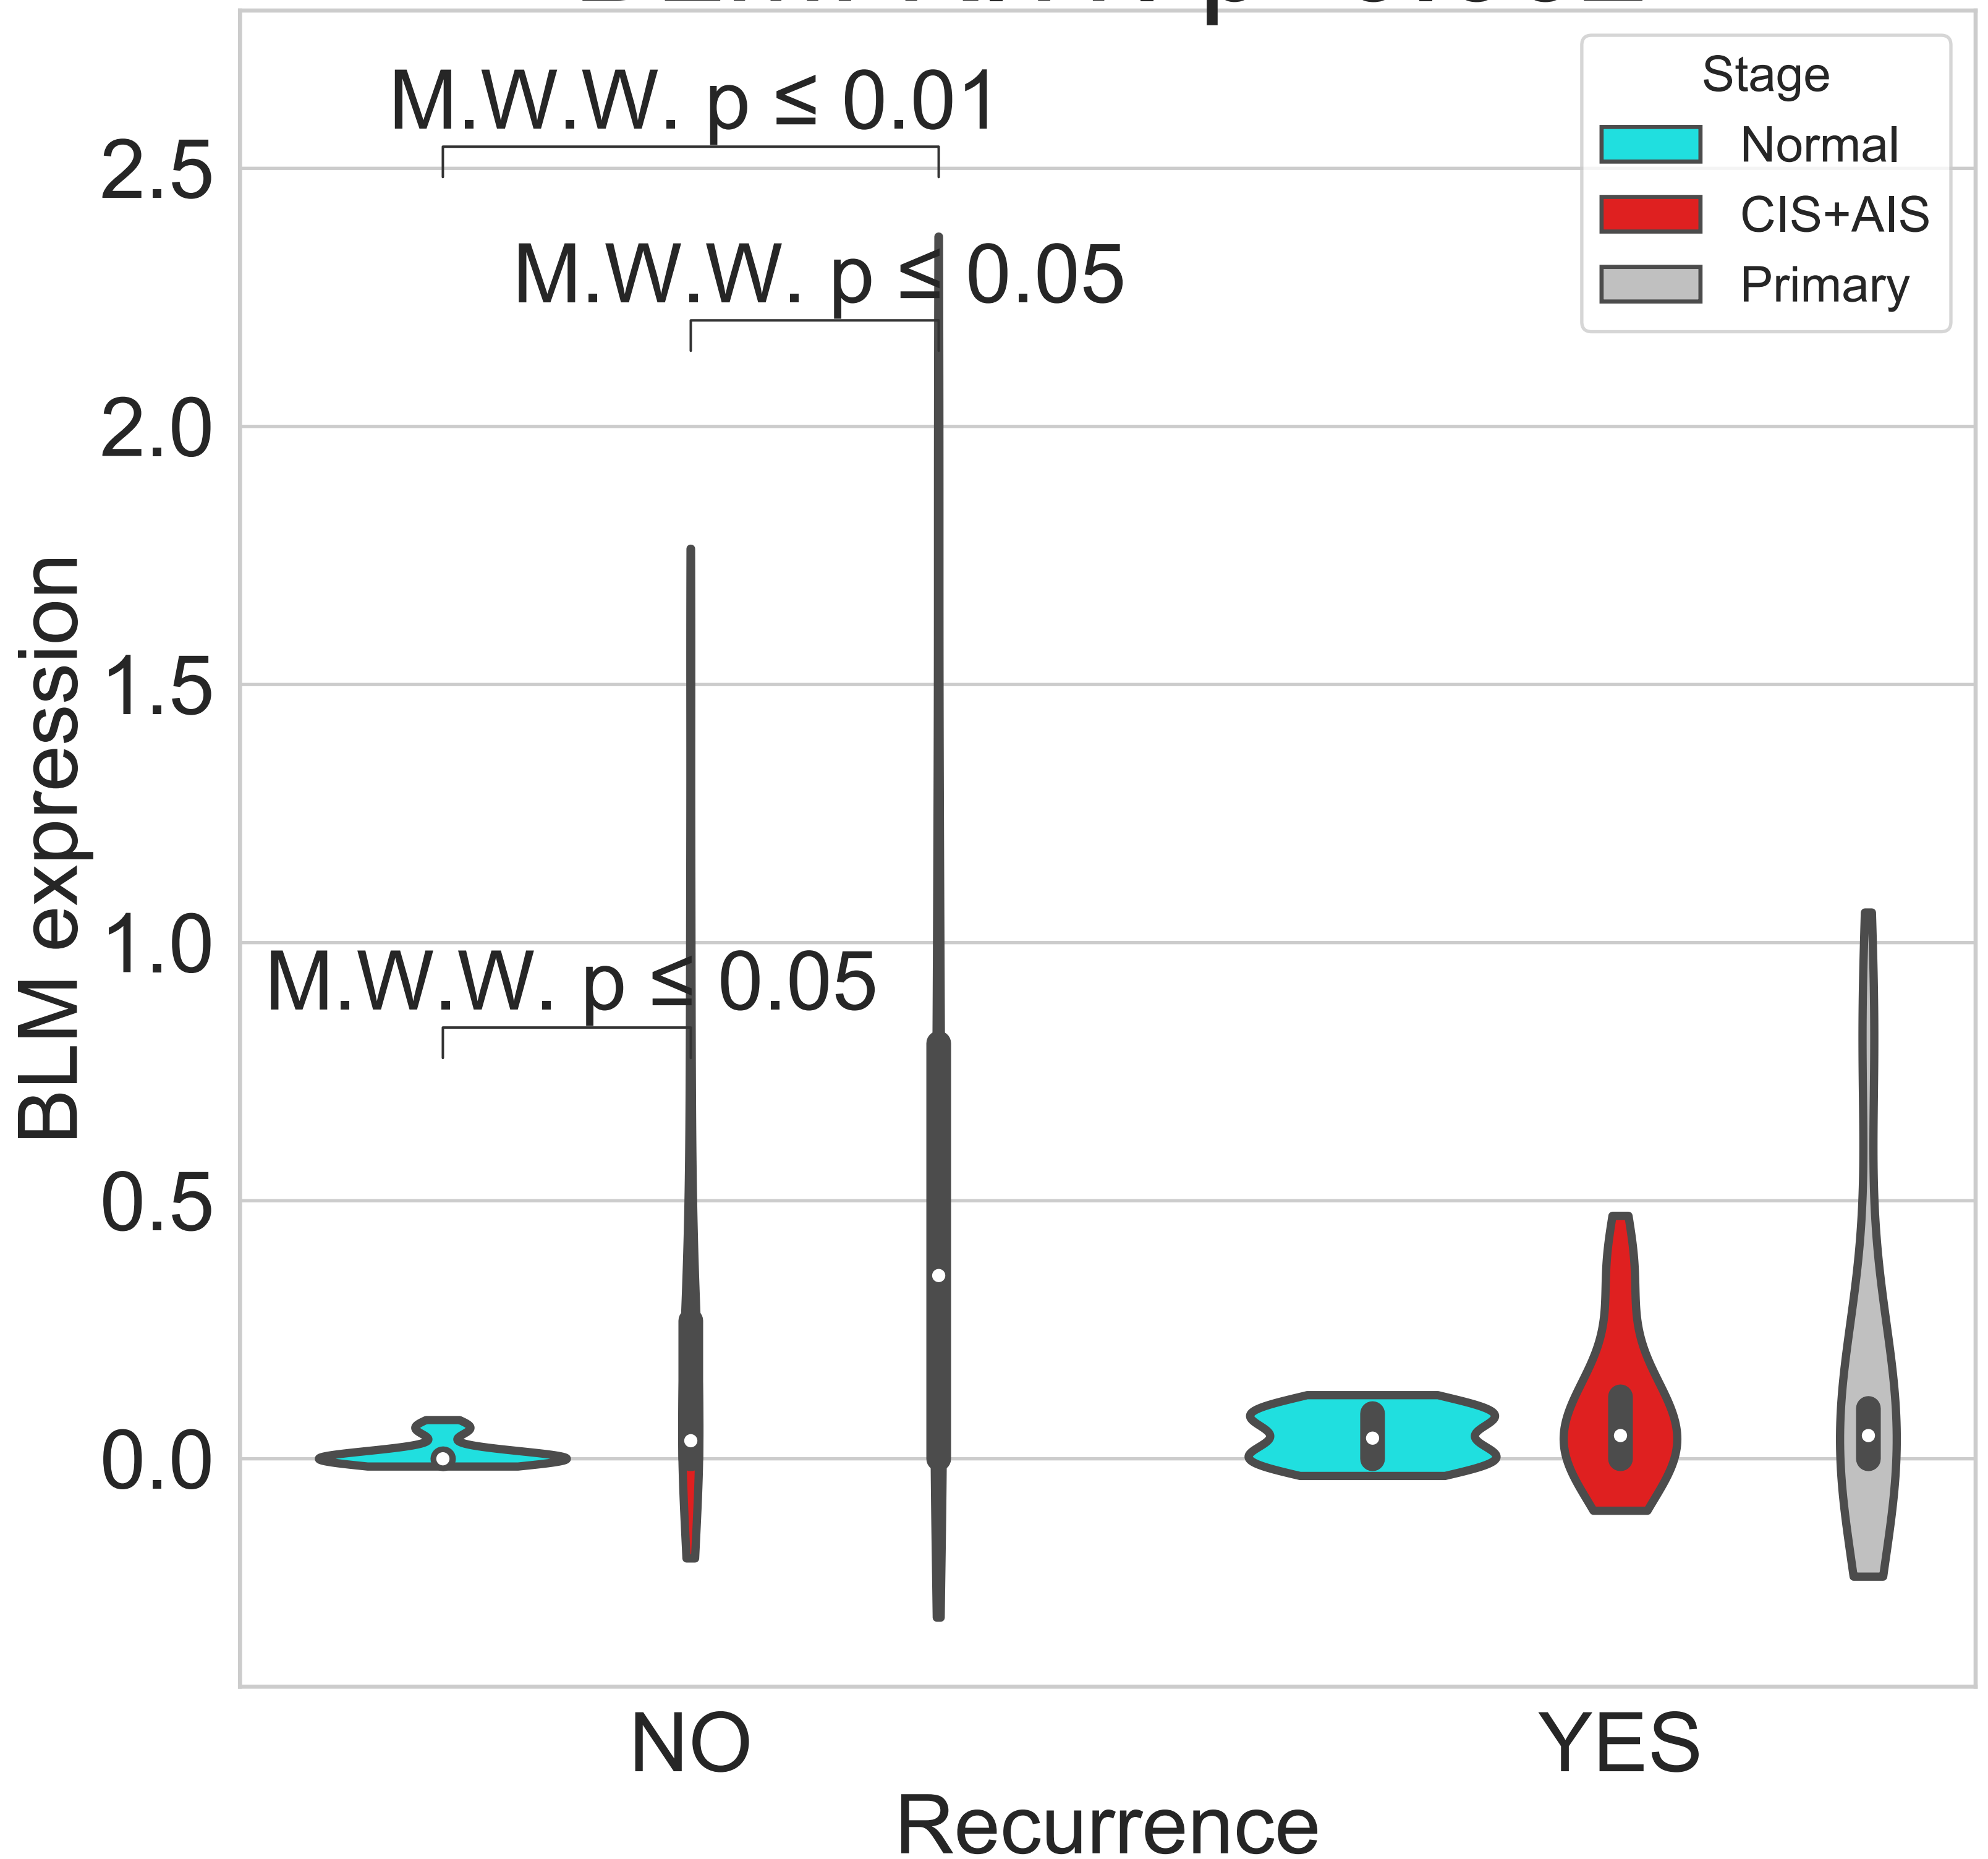 M.W.W. p ≤ 0.01
M.W.W. p ≤ 0.05
M.W.W. p ≤ 0.05
Stage
Normal
CIS+AIS
Primary
2.5
2.0
1.5
1.0
0.5
0.0
BLM expression
NO
YES
Recurrence